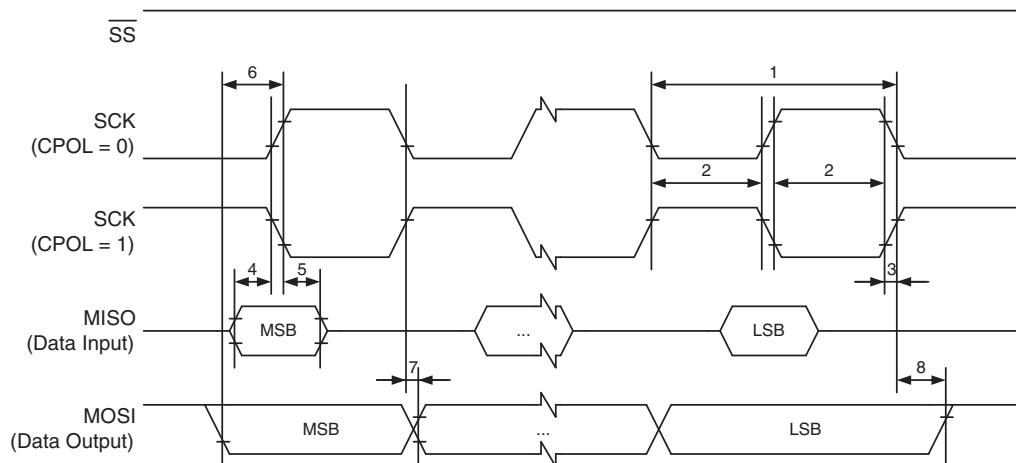 SS
6
1
SCK
(CPOL = 0)
2
2
SCK
(CPOL = 1)
4
5
3
MISO
(Data Input)
MSB
...
LSB
7
8
MOSI
(Data Output)
MSB
...
LSB